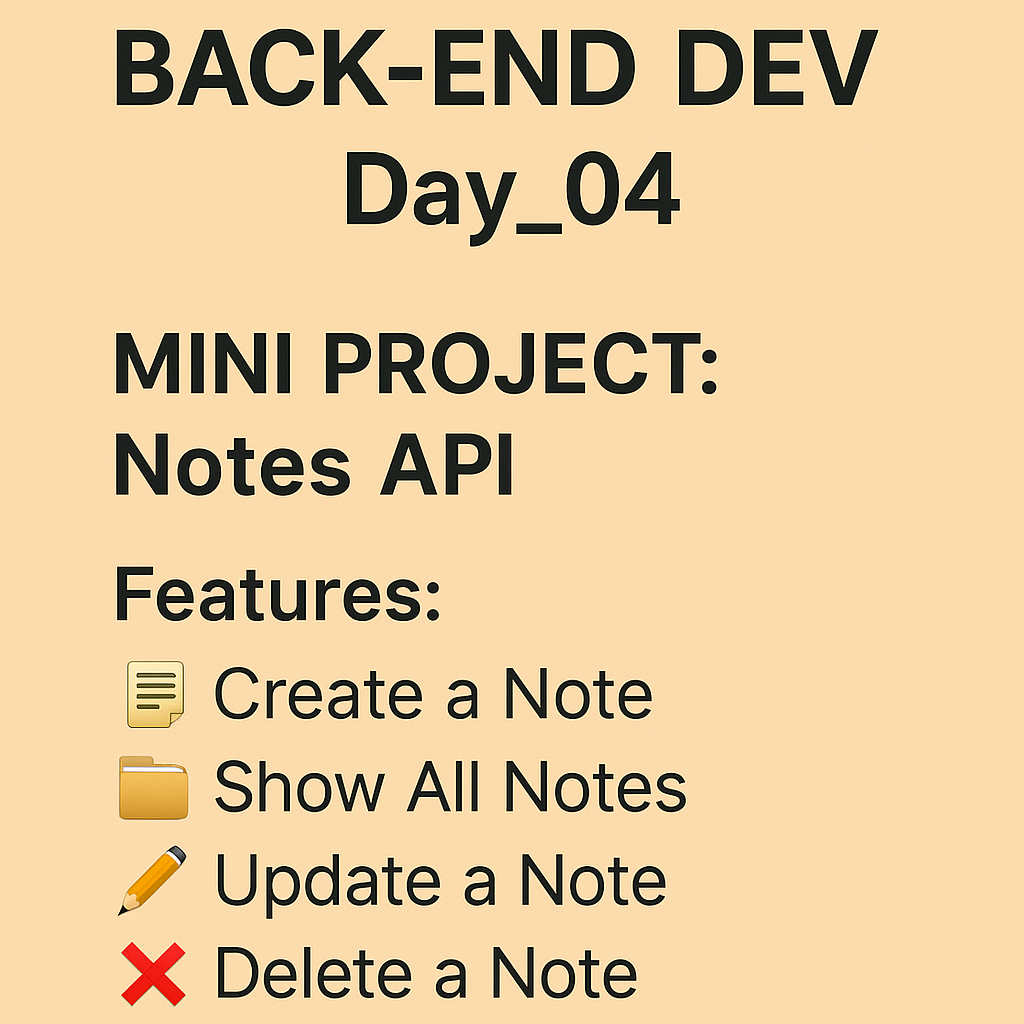 BACK-END DEV
Day_04
MINI PROJECT:
Notes API
Features:
Create a Note
Show All Notes
Update a Note
Delete a Note